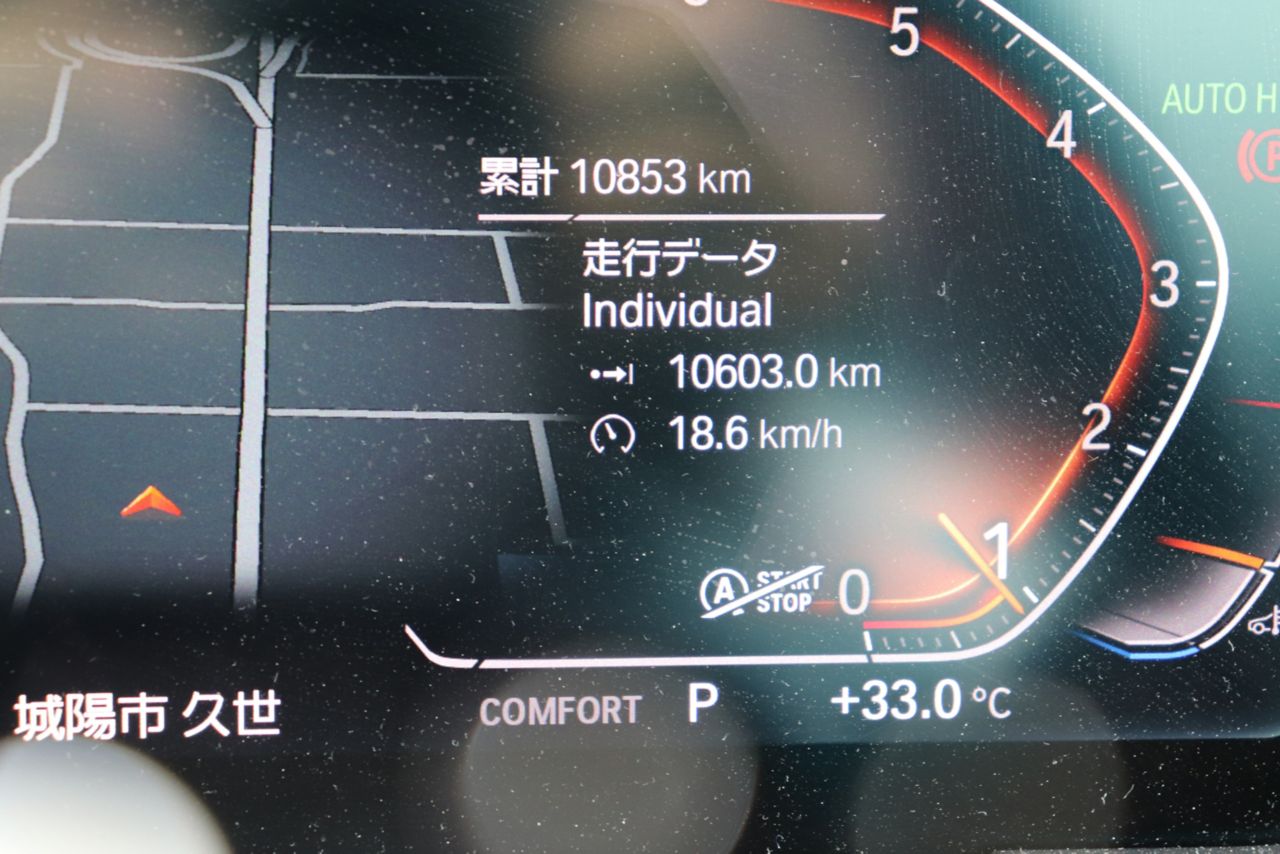 5
4
AUTO H
累計 10853 km
走行データ
3
Individual
10603.0 km
2
18.6 km/h
1
A START STOP
0
城陽市 久世
COMFORT P +33.0 °C